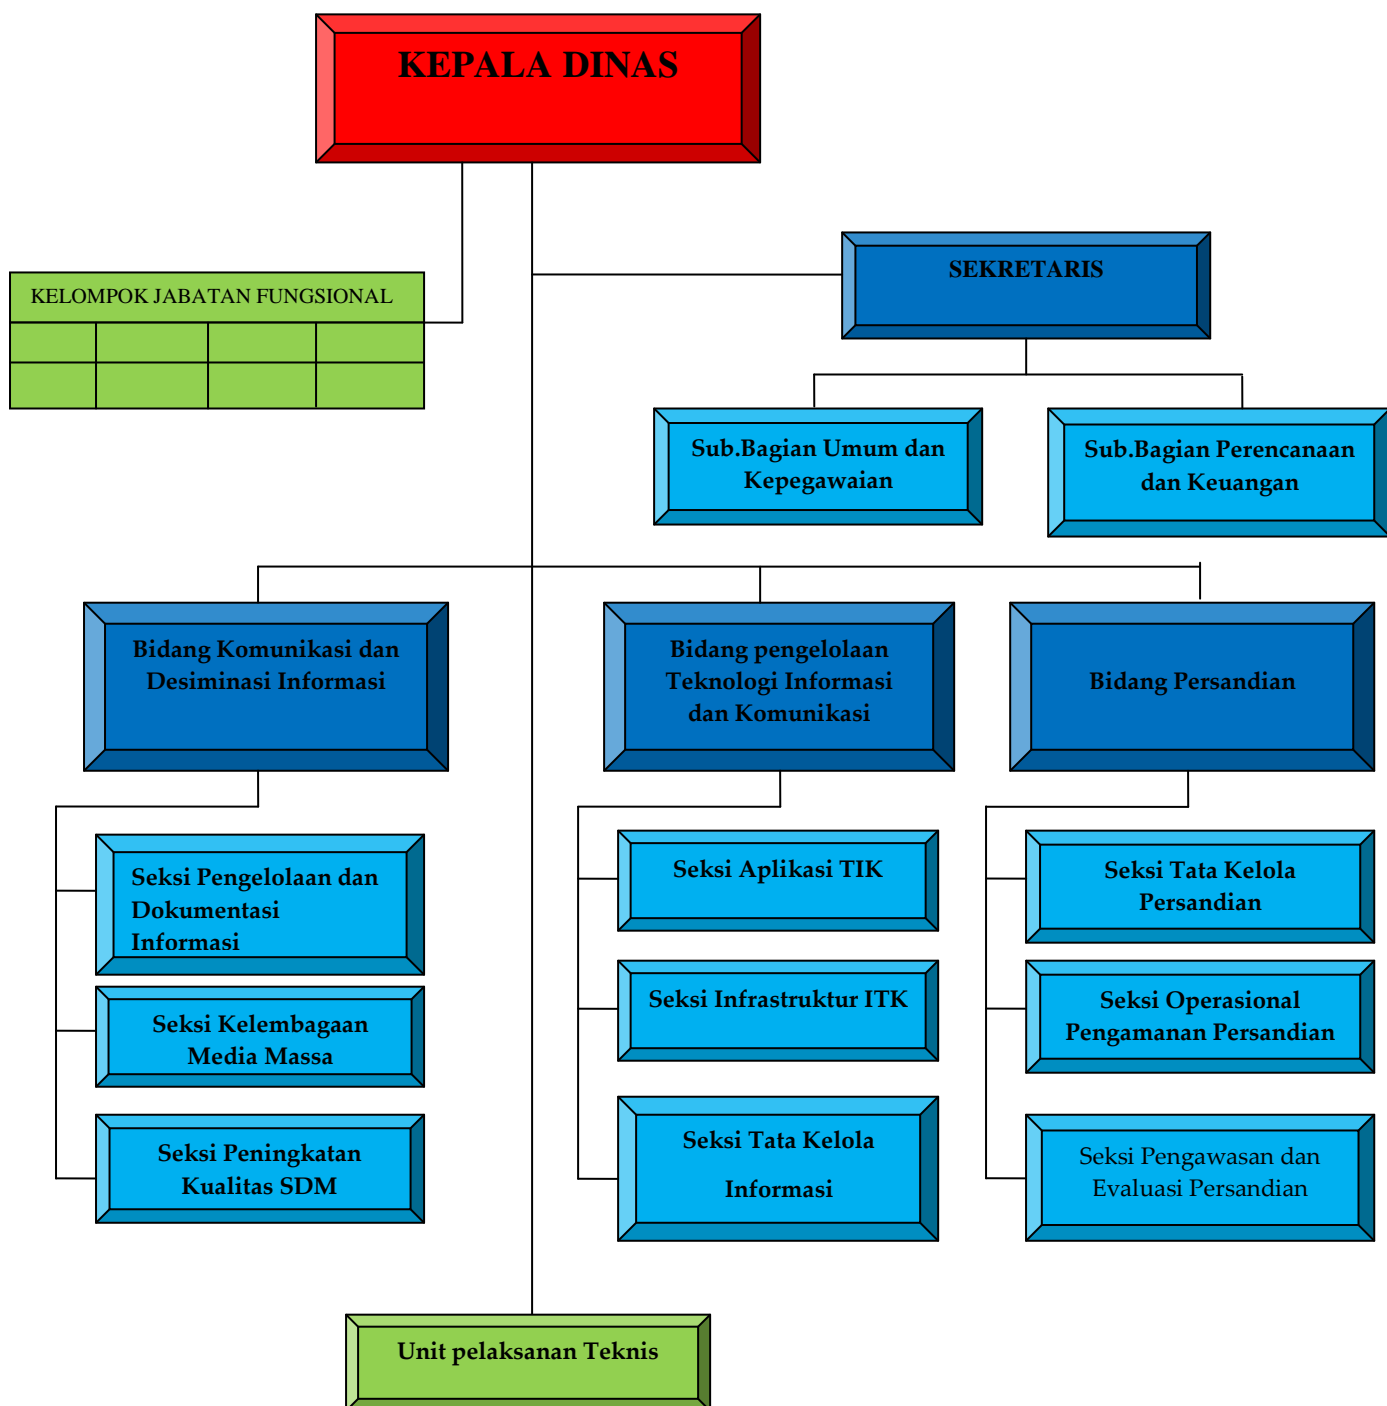 KEPALA DINAS
SEKRETARIS
KELOMPOK JABATAN FUNGSIONAL
Sub.Bagian Umum dan
Kepegawaian
Sub.Bagian Perencanaan
dan Keuangan
Bidang Komunikasi dan
Desiminasi Informasi
Bidang pengelolaan
Teknologi Informasi
dan Komunikasi
Bidang Persandian
Seksi Pengelolaan dan
Dokumentasi
Informasi
Seksi Kelembagaan
Media Massa
Seksi Peningkatan
Kualitas SDM
Seksi Aplikasi TIK
Seksi Infrastruktur ITK
Seksi Tata Kelola
Informasi
Seksi Tata Kelola
Persandian
Seksi Operasional
Pengamanan Persandian
Seksi Pengawasan dan
Evaluasi Persandian
Unit pelaksanan Teknis